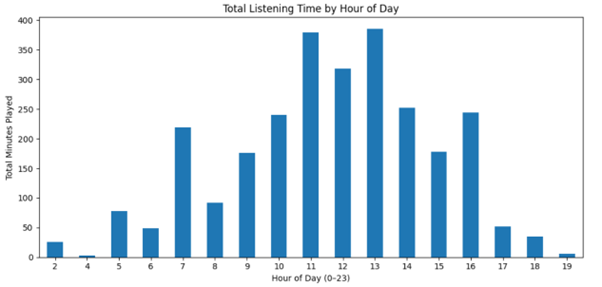 Total Listening Time by Hour of Day
Total Minutes Played
400
350
300
250
200
150
100
50
0
2 4 5 6 7 8 9 10 11 12 13 14 15 16 17 18 19
Hour of Day (0–23)